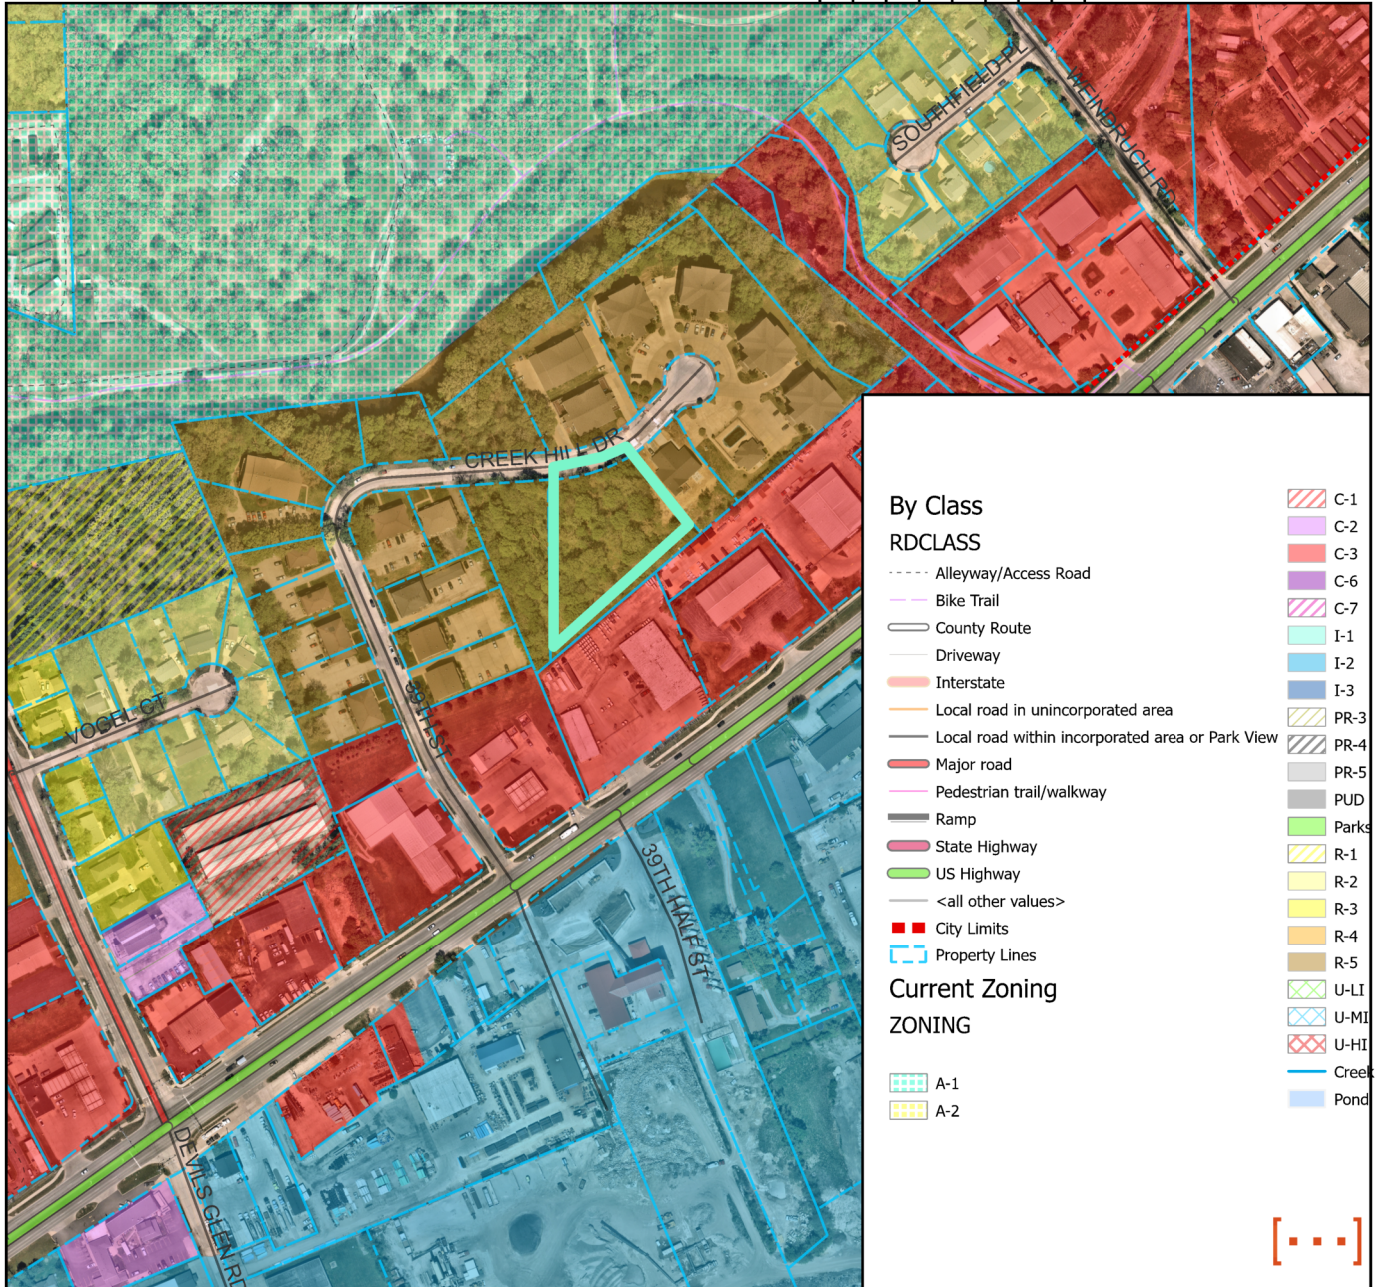 SOUTHFIELD PL
WEINDRUCH RD
CREEK HILL DR
39TH ST
VOGEL CT
39TH HALF ST
DEVILS GLEN RD
By Class
RDCLASS
Alleyway/Access Road
Bike Trail
County Route
Driveway
Interstate
Local road in unincorporated area
Local road within incorporated area or Park View
Major road
Pedestrian trail/walkway
Ramp
State Highway
US Highway
<all other values>
City Limits
Property Lines
Current Zoning
ZONING
A-1
A-2
C-1
C-2
C-3
C-6
C-7
I-1
I-2
I-3
PR-3
PR-4
PR-5
PUD
Parks
R-1
R-2
R-3
R-4
R-5
U-LI
U-MI
U-HI
Creek
Pond
[...]